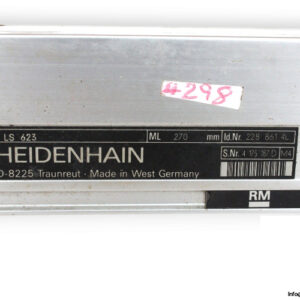 #298
LS 623 ML 270 mm Id.Nr.
HEIDENHAIN S.Nr.
D-8225 Traunreut · Made in West Germany
RM